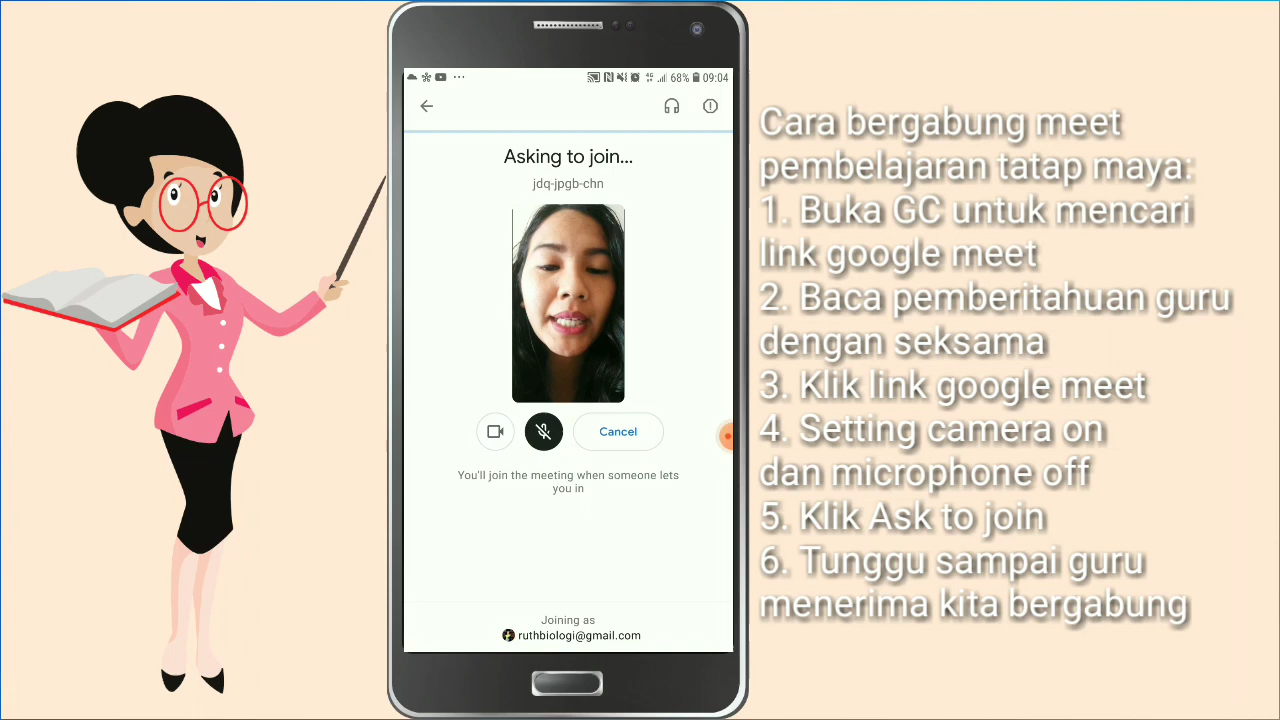 68% 09:04
Asking to join...
jdq-jpgb-chn
Cancel
You'll join the meeting when someone lets
you in
Joining as
ruthbiologi@gmail.com
Cara bergabung meet
pembelajaran tatap maya:
1. Buka GC untuk mencari
link google meet
2. Baca pemberitahuan guru
dengan seksama
3. Klik link google meet
4. Setting camera on
dan microphone off
5. Klik Ask to join
6. Tunggu sampai guru
menerima kita bergabung